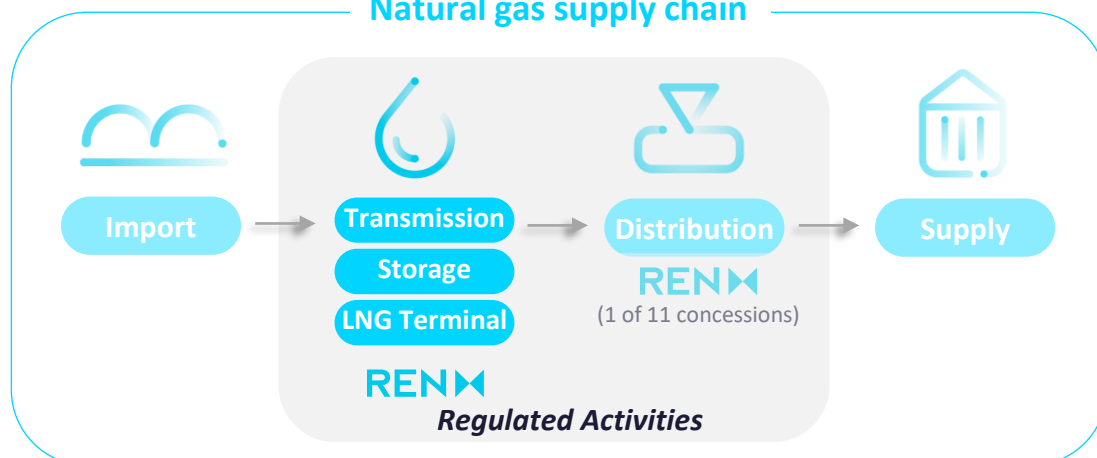 Natural gas supply chain
Import
Transmission
Storage
LNG Terminal
REN
Distribution
REN
(1 of 11 concessions)
Supply
Regulated Activities